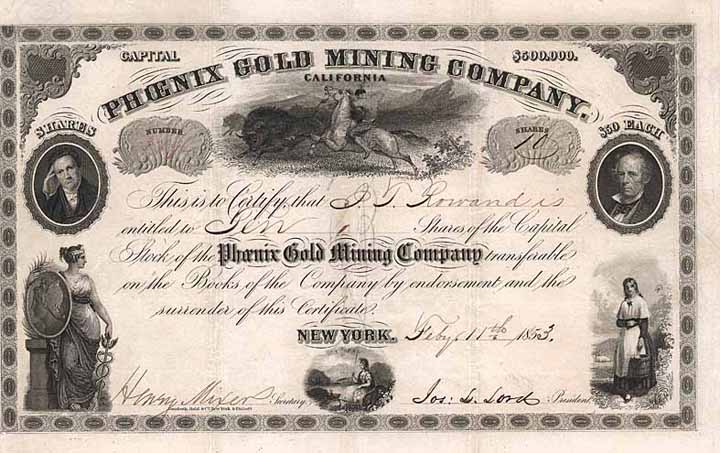 CAPITAL $500.000.
PHŒNIX GOLD MINING COMPANY.
CALIFORNIA
SHARES $50 EACH
NUMBER
SHARES
10
This is to Certify, that J. T. Rowand is
entitled to Ten Shares of the Capital
Stock of the Phœnix Gold Mining Company transferable
on the Books of the Company by endorsement and the
surrender of this Certificate.
NEW YORK. Feby 11th 1853.
Henry Mixer Secretary. Jos: L. Lord President